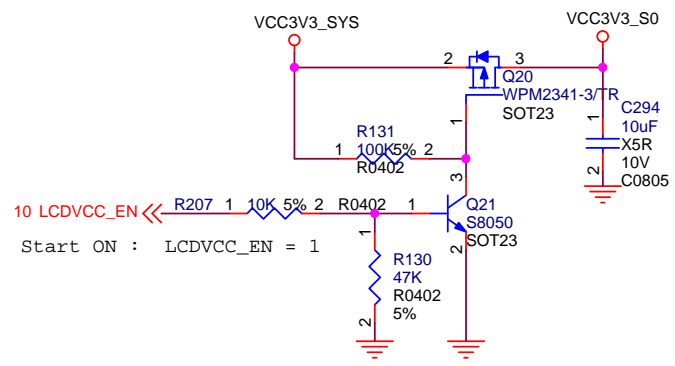 VCC3V3_SYS
VCC3V3_S0
2
3
Q20
WPM2341-3/TR
SOT23
1
C294
10uF
X5R
10V
C0805
1
2
R131
1 100K5% 2
R0402
3
Q21
S8050
SOT23
1
2
10 LCDVCC_EN
R207 1 10K 5% 2 R0402
Start ON : LCDVCC_EN = 1
1
R130
47K
R0402
5%
2